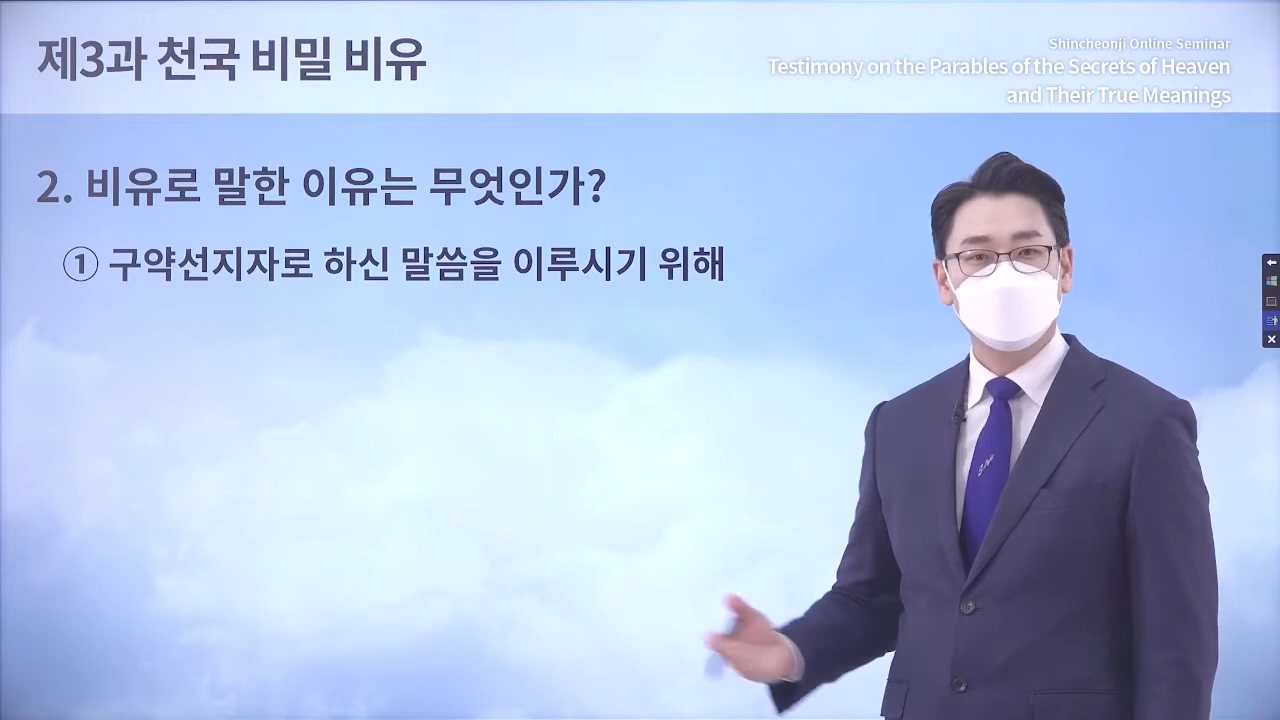 제3과 천국 비밀 비유
Shincheonji Online Seminar
Testimony on the Parables of the Secrets of Heaven
and Their True Meanings
2. 비유로 말한 이유는 무엇인가?
① 구약선지자로 하신 말씀을 이루시기 위해